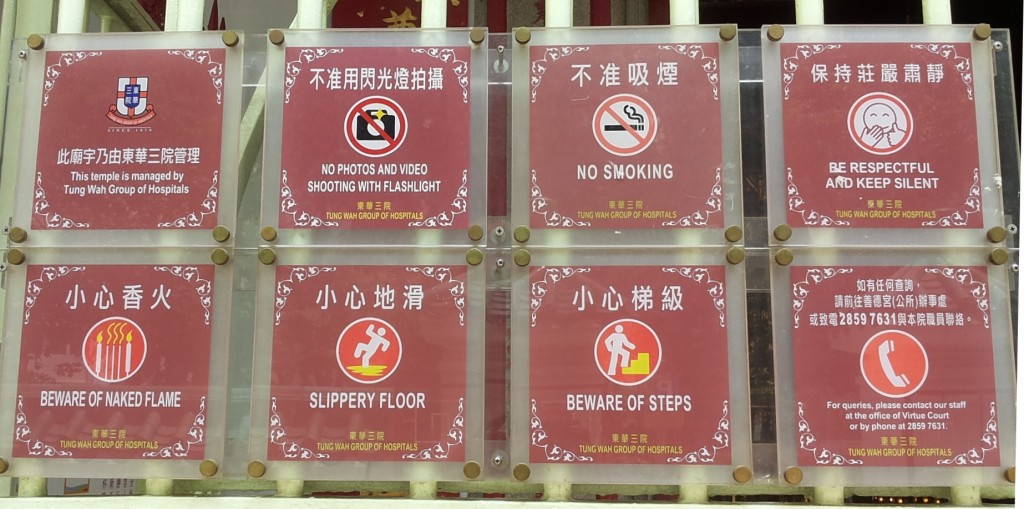 東華三院
SINCE 1870
此廟宇乃由東華三院管理
This temple is managed by
Tung Wah Group of Hospitals
不准用閃光燈拍攝
NO PHOTOS AND VIDEO
SHOOTING WITH FLASHLIGHT
東華三院
TUNG WAH GROUP OF HOSPITALS
不准吸煙
NO SMOKING
東華三院
TUNG WAH GROUP OF HOSPITALS
保持莊嚴肅靜
BE RESPECTFUL
AND KEEP SILENT
東華三院
TUNG WAH GROUP OF HOSPITALS
小心香火
BEWARE OF NAKED FLAME
東華三院
TUNG WAH GROUP OF HOSPITALS
小心地滑
SLIPPERY FLOOR
東華三院
TUNG WAH GROUP OF HOSPITALS
小心梯級
BEWARE OF STEPS
東華三院
TUNG WAH GROUP OF HOSPITALS
如有任何查詢，
請前往善德宮(公所)辦事處
或致電2859 7631與本院職員聯絡。
For queries, please contact our staff
at the office of Virtue Court
or by phone at 2859 7631.
東華三院
TUNG WAH GROUP OF HOSPITALS